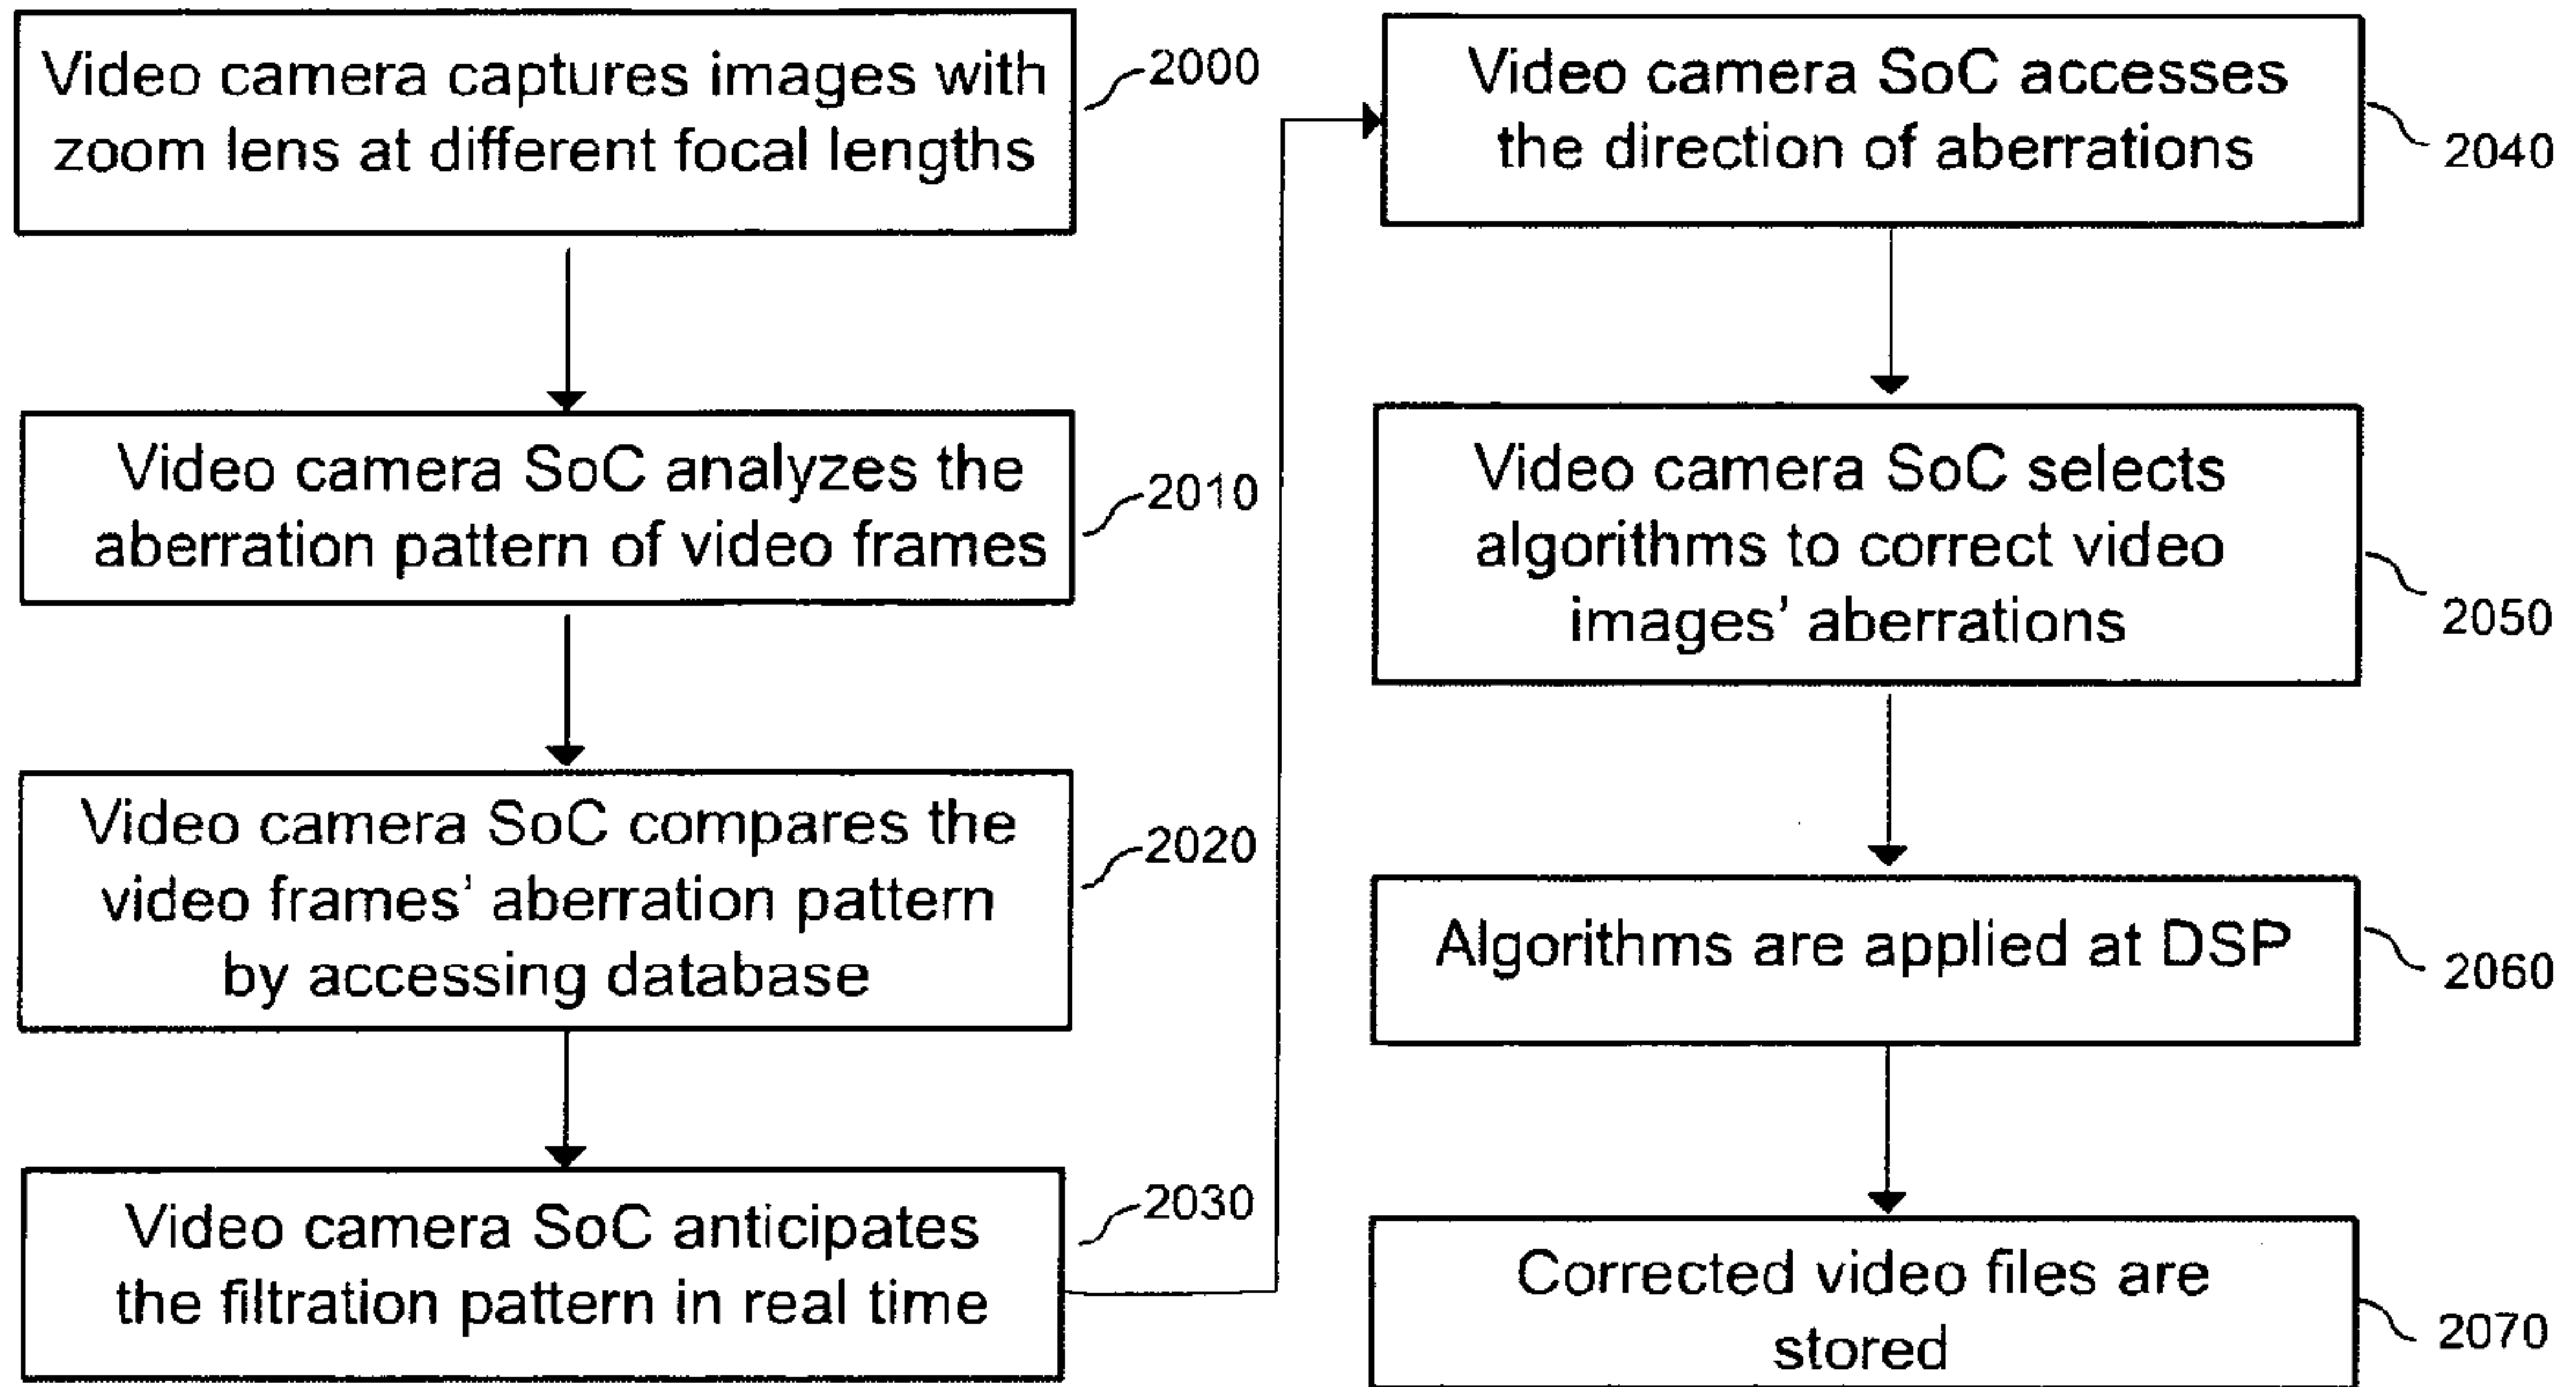 Video camera captures images with
zoom lens at different focal lengths
2000
Video camera SoC analyzes the
aberration pattern of video frames
2010
Video camera SoC compares the
video frames' aberration pattern
by accessing database
2020
Video camera SoC anticipates
the filtration pattern in real time
2030
Video camera SoC accesses
the direction of aberrations
2040
Video camera SoC selects
algorithms to correct video
images' aberrations
2050
Algorithms are applied at DSP
2060
Corrected video files are
stored
2070